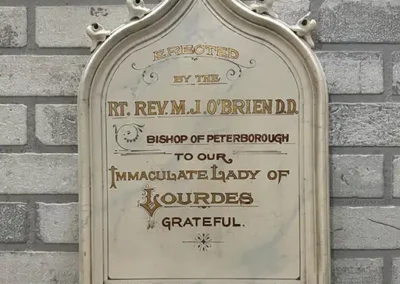 ERECTED
BY THE
RT. REV. M.J. O'BRIEN D.D.
BISHOP OF PETERBOROUGH
TO OUR
IMMACULATE LADY OF
LOURDES
GRATEFUL.